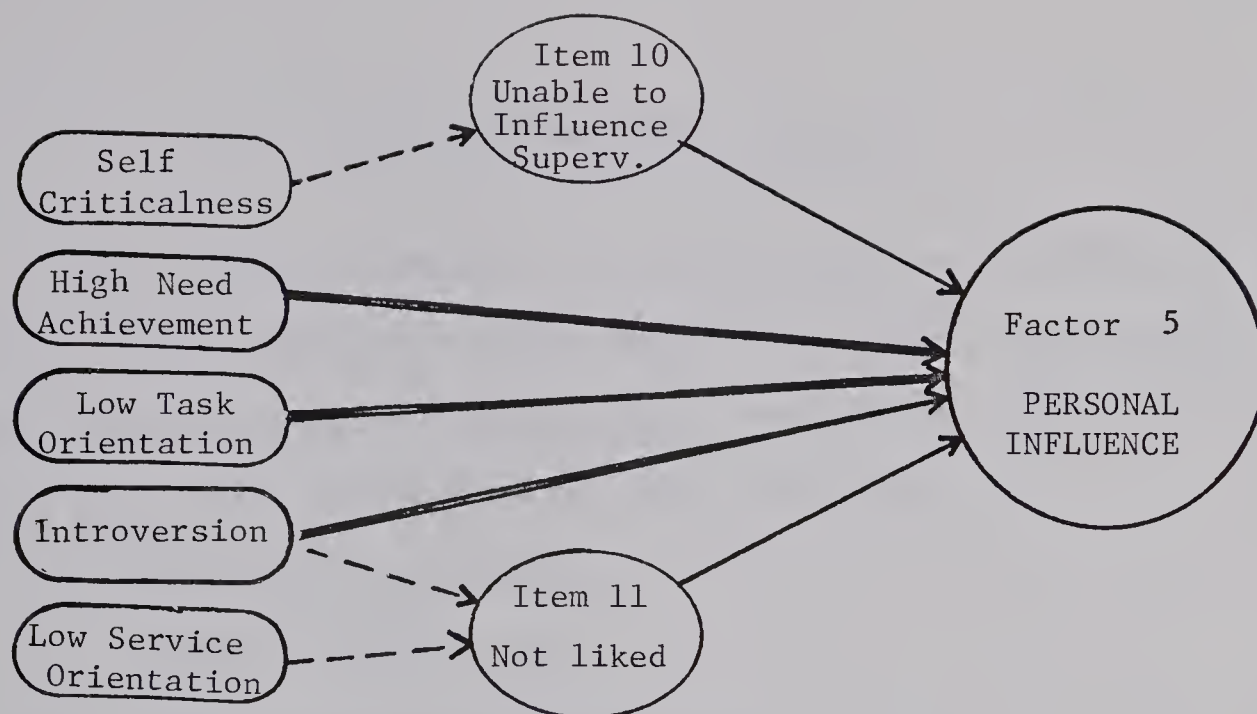 Item 10
Unable to
Influence
Superv.
Self
Criticalness
High Need
Achievement
Low Task
Orientation
Introversion
Low Service
Orientation
Item 11
Not liked
Factor 5
PERSONAL
INFLUENCE